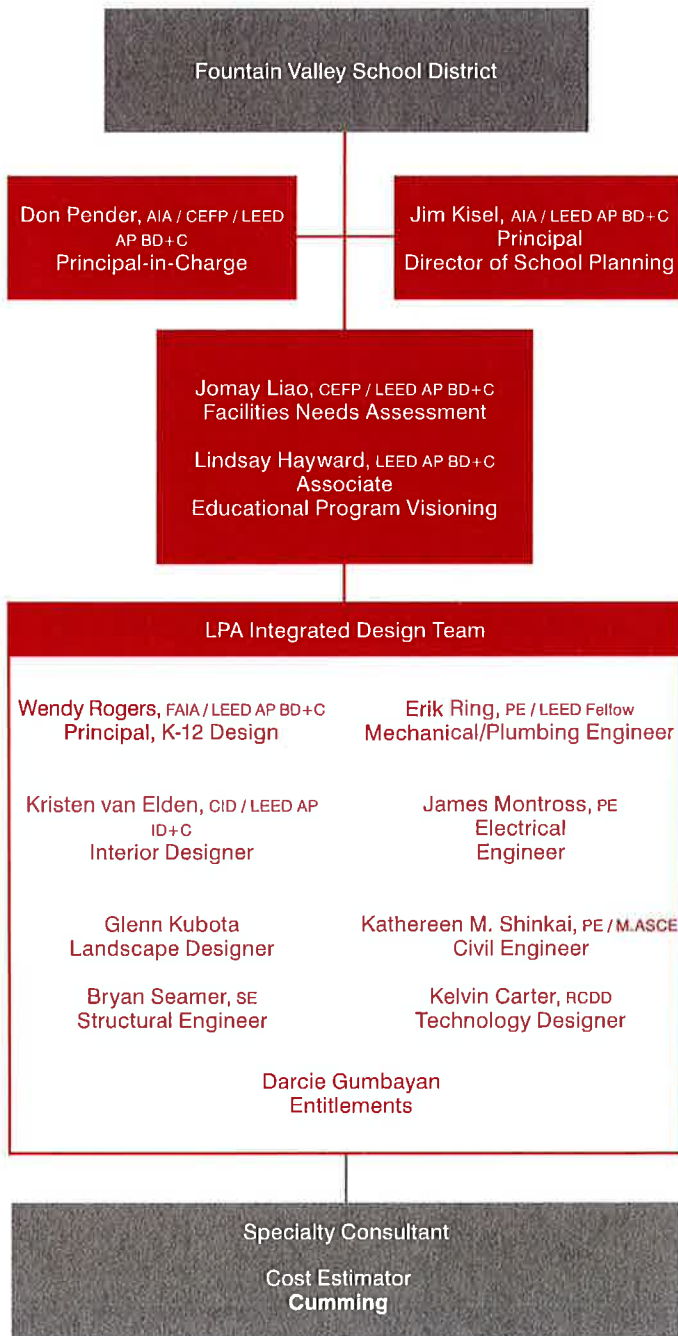 Fountain Valley School District
Don Pender, AIA / CEFP / LEED
AP BD+C
Principal-in-Charge
Jim Kisel, AIA / LEED AP BD+C
Principal
Director of School Planning
Jomay Liao, CEFP / LEED AP BD+C
Facilities Needs Assessment
Lindsay Hayward, LEED AP BD+C
Associate
Educational Program Visioning
LPA Integrated Design Team
Wendy Rogers, FAIA / LEED AP BD+C
Principal, K-12 Design
Erik Ring, PE / LEED Fellow
Mechanical/Plumbing Engineer
Kristen van Elden, CID / LEED AP
ID+C
Interior Designer
James Montross, PE
Electrical
Engineer
Glenn Kubota
Landscape Designer
Kathereen M. Shinkai, PE / M.ASCE
Civil Engineer
Bryan Seamer, SE
Structural Engineer
Kelvin Carter, RCDD
Technology Designer
Darcie Gumbayan
Entitlements
Specialty Consultant
Cost Estimator
Cumming